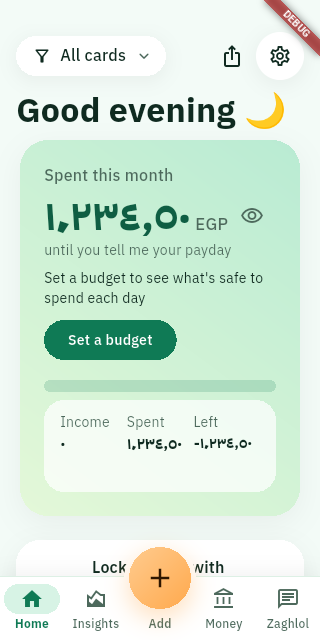 DEBUG
All cards
Good evening 🌙
Spent this month
١,٢٣٤,٥٠ EGP
until you tell me your payday
Set a budget to see what's safe to
spend each day
Set a budget
Income Spent Left
٠ ١,٢٣٤,٥٠ -١,٢٣٤,٥٠
Lock with
Home Insights Add Money Zaghlol